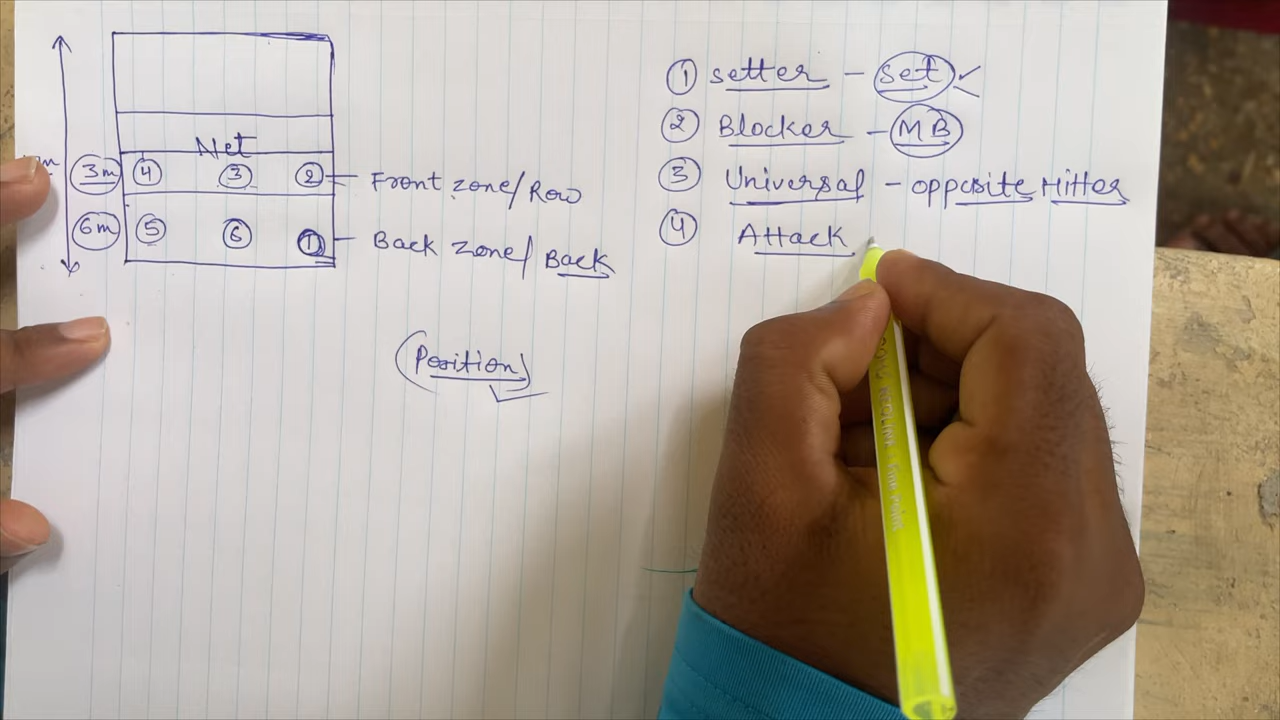 Net
3m ④ ③ ② Front zone/Row
6m ⑤ ⑥ ① Back zone/Back
(Position)
① setter - set
② Blocker - MB
③ Universal - opposite Hitter
④ Attack